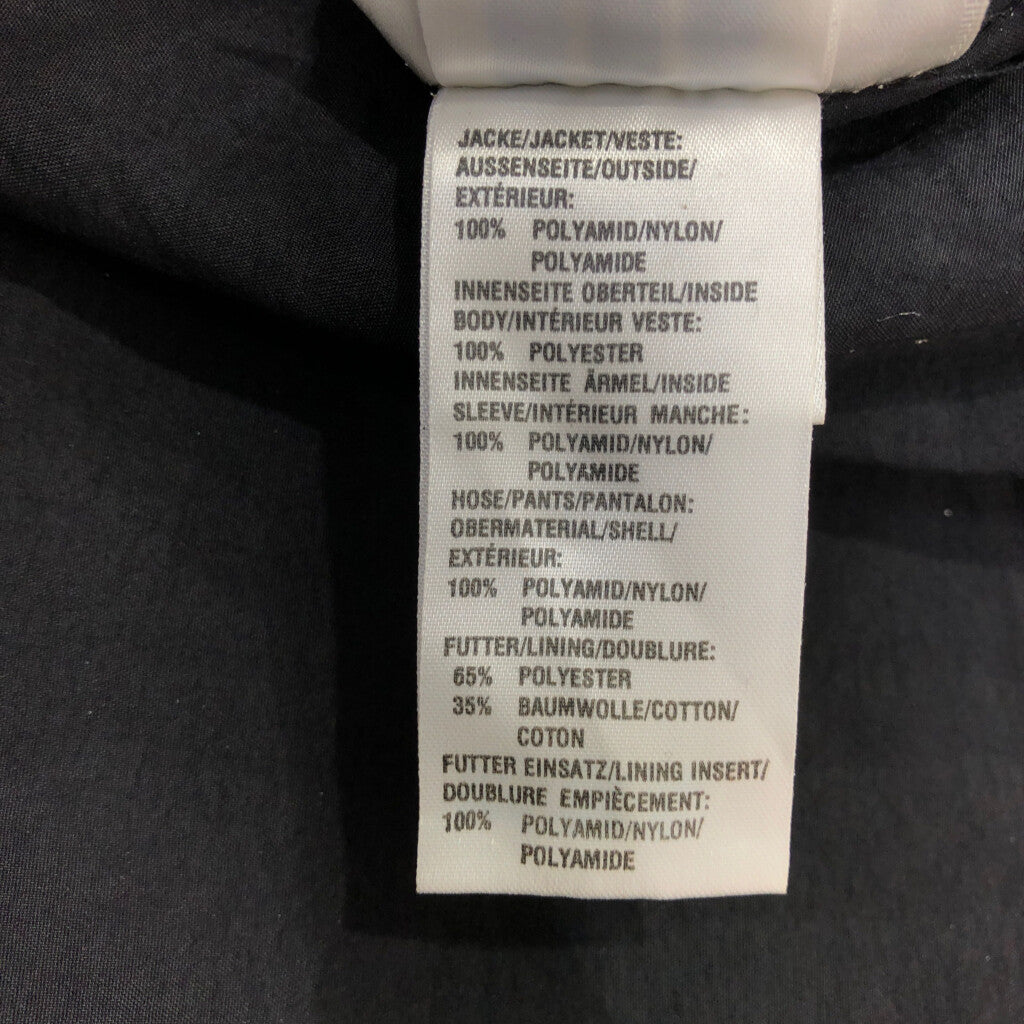 JACKE/JACKET/VESTE:
AUSSENSEITE/OUTSIDE/
EXTÉRIEUR:
100% POLYAMID/NYLON/
POLYAMIDE
INNENSEITE OBERTEIL/INSIDE
BODY/INTÉRIEUR VESTE:
100% POLYESTER
INNENSEITE ÄRMEL/INSIDE
SLEEVE/INTÉRIEUR MANCHE:
100% POLYAMID/NYLON/
POLYAMIDE
HOSE/PANTS/PANTALON:
OBERMATERIAL/SHELL/
EXTÉRIEUR:
100% POLYAMID/NYLON/
POLYAMIDE
FUTTER/LINING/DOUBLURE:
65% POLYESTER
35% BAUMWOLLE/COTTON/
COTON
FUTTER EINSATZ/LINING INSERT/
DOUBLURE EMPIÈCEMENT:
100% POLYAMID/NYLON/
POLYAMIDE